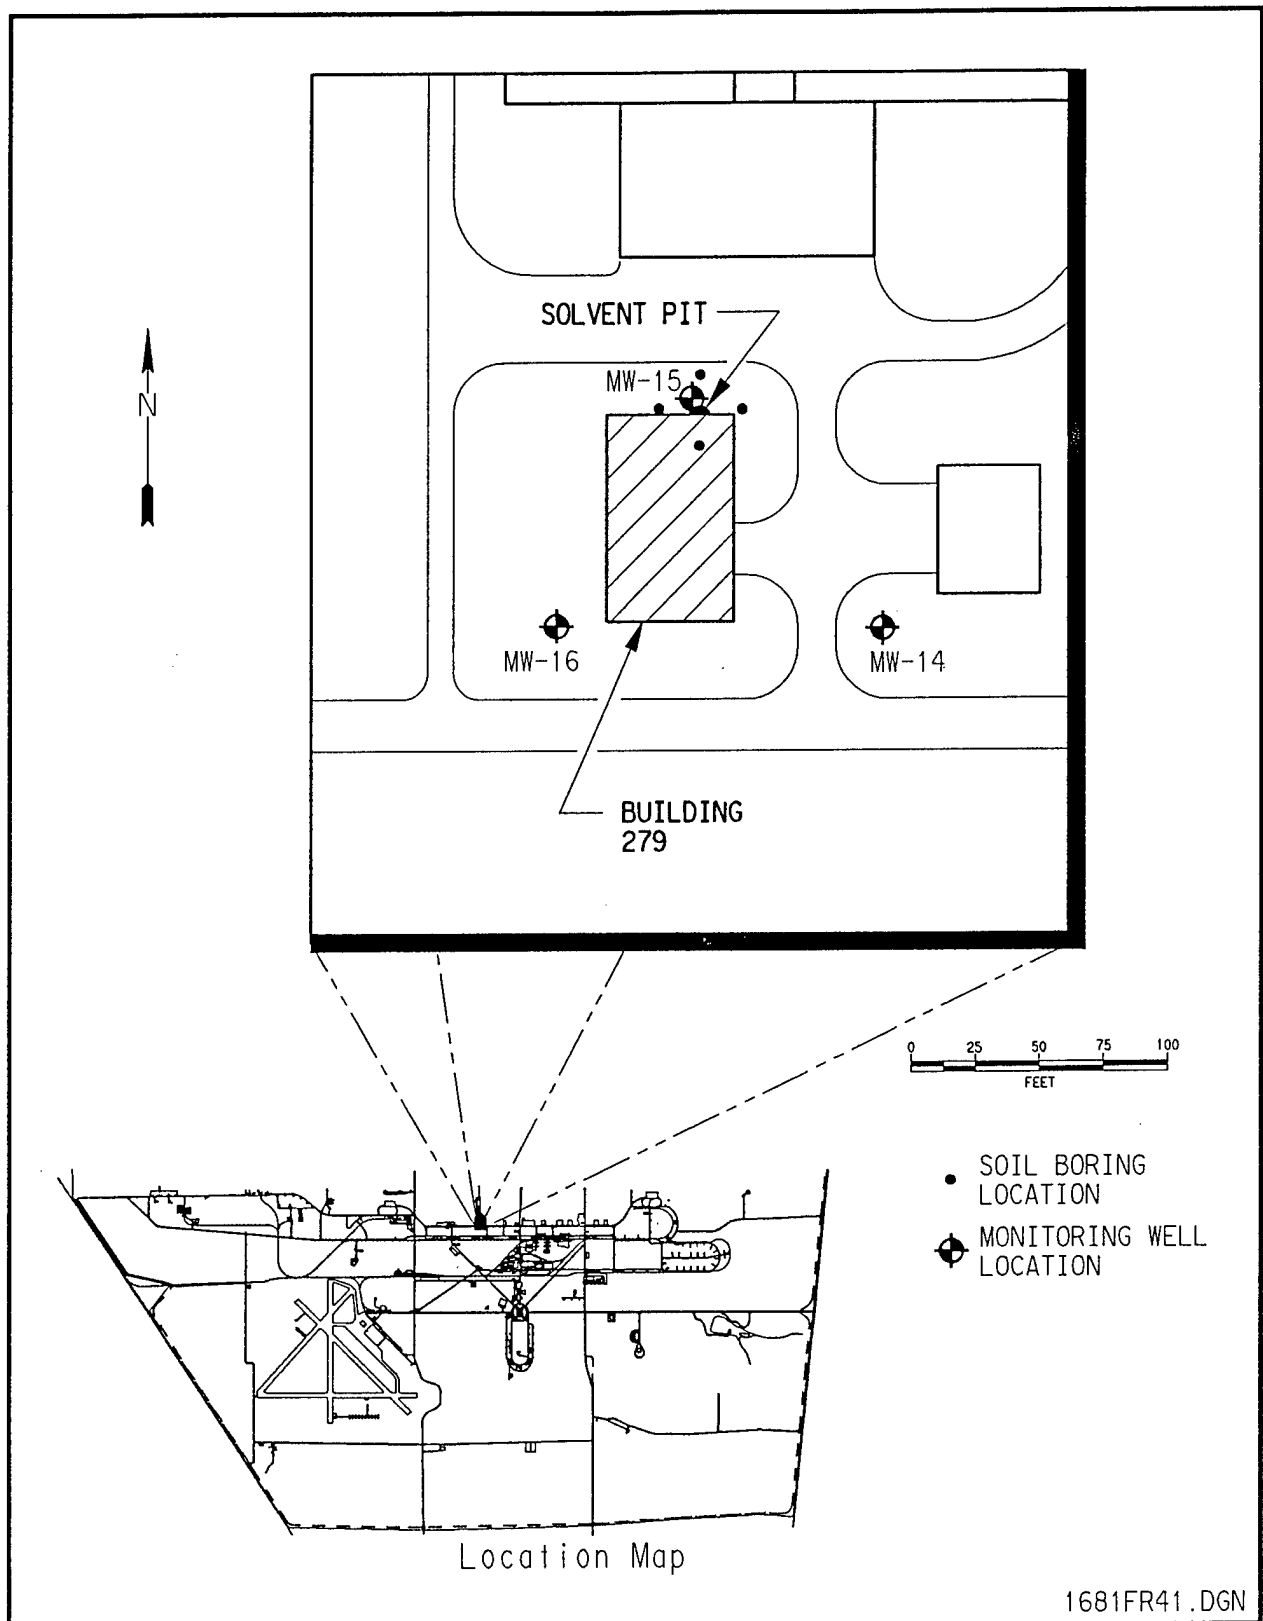 SOLVENT PIT
MW-15
N
MW-16
MW-14
BUILDING
279
0 25 50 75 100
FEET
SOIL BORING
LOCATION
MONITORING WELL
LOCATION
Location Map
1681FR41.DGN